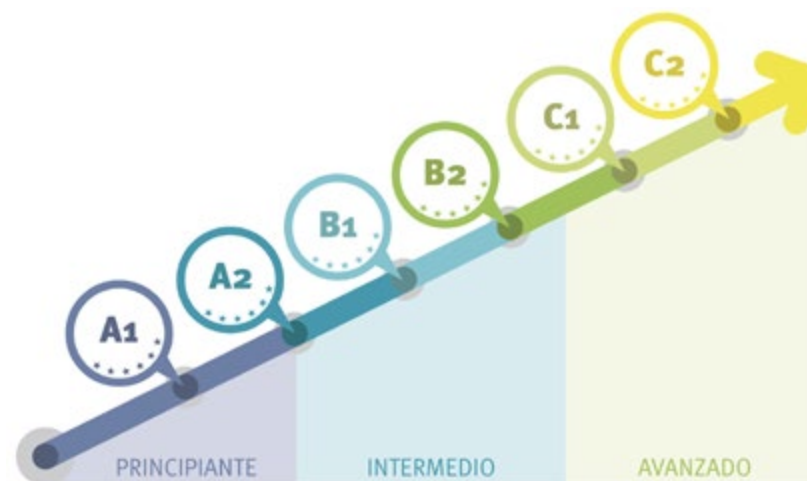 A1
A2
B1
B2
C1
C2
PRINCIPIANTE
INTERMEDIO
AVANZADO